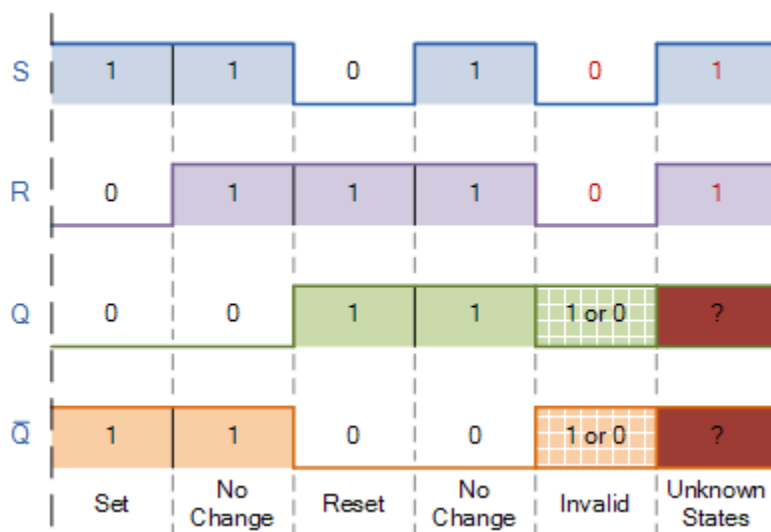 S 1 1 0 1 0 1
R 0 1 1 1 0 1
Q 0 0 1 1 1 or 0 ?
Q̅ 1 1 0 0 1 or 0 ?
Set No Change Reset No Change Invalid Unknown States